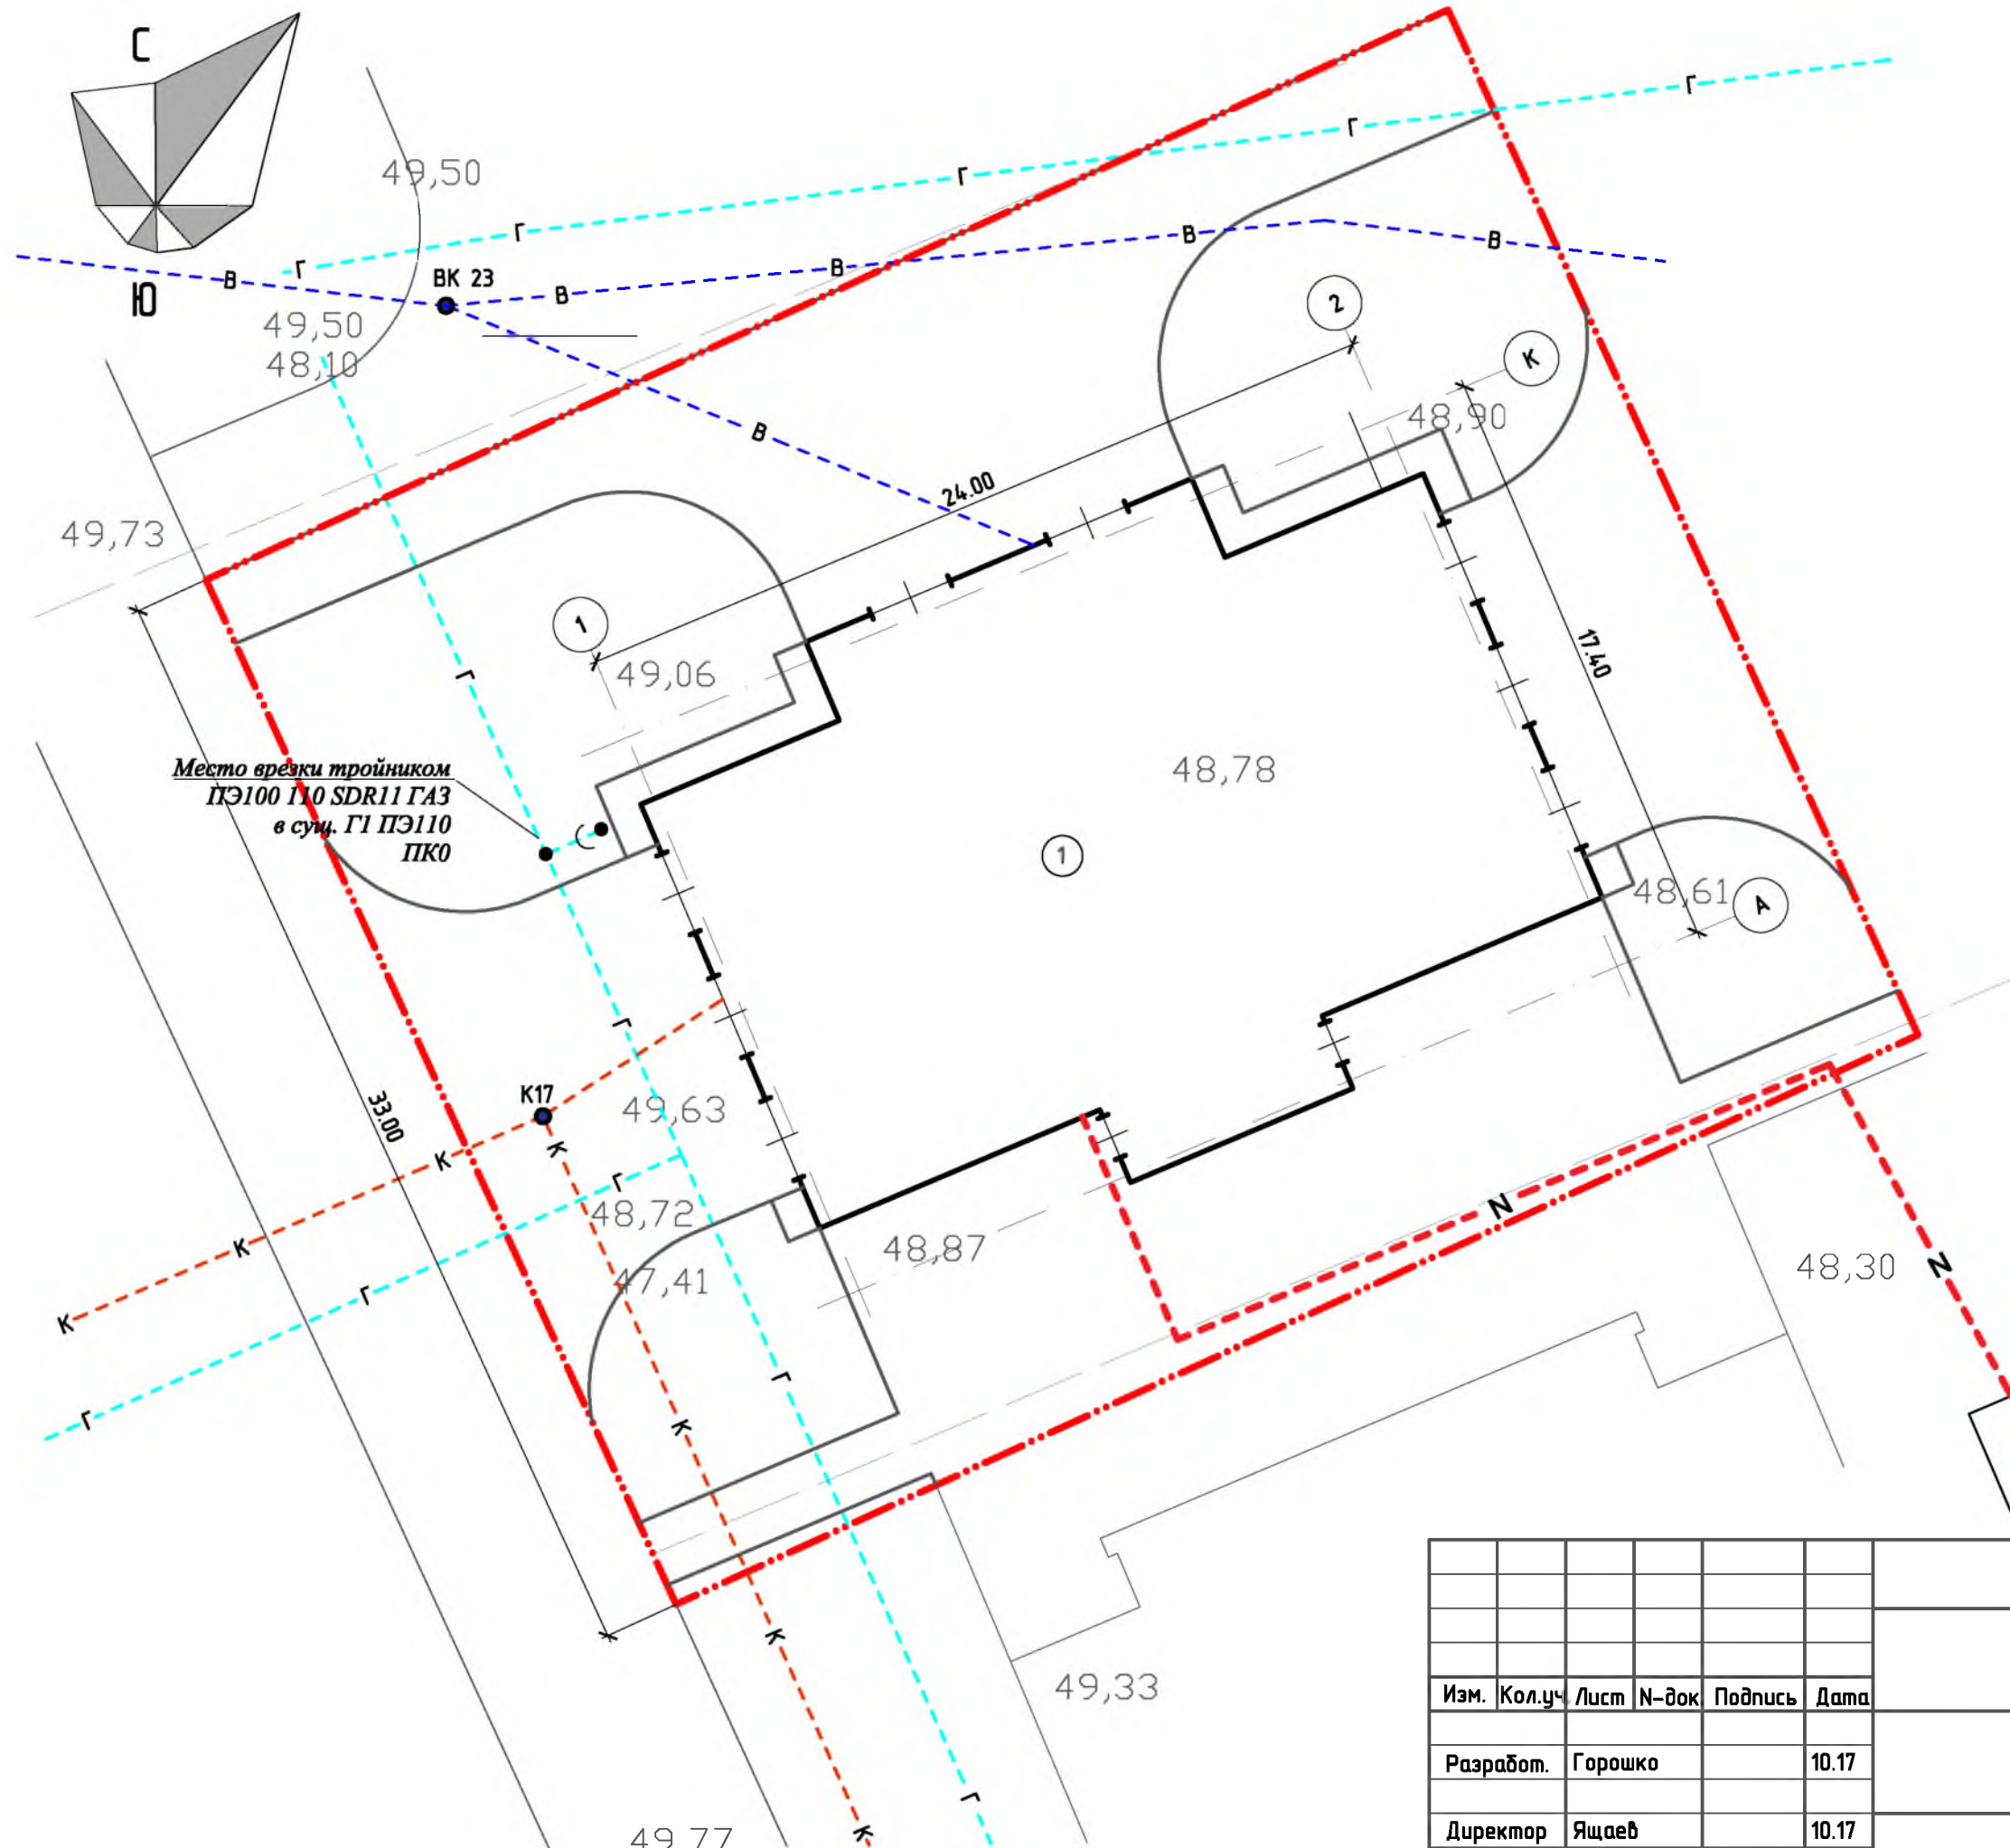 С
Ю
49,50
Г
Г
Г
Г
Г
В
ВК 23
В
В
В
В
49,50
48,10
2
К
48,90
В
24.00
49,73
1
49,06
Г
17.40
Место врезки тройником
ПЭ100 110 SDR11 ГАЗ
в сущ. Г1 ПЭ110
ПК0
48,78
1
48,61
А
Г
33.00
К17
49,63
К
К
К
К
Г
48,72
47,41
48,87
N
N
48,30
Г
Г
Г
К
К
49,33
Г
К
49,77
Изм. Кол.уч Лист N-док Подпись Дата
Разработ. Горошко 10.17
Директор Ящаев 10.17